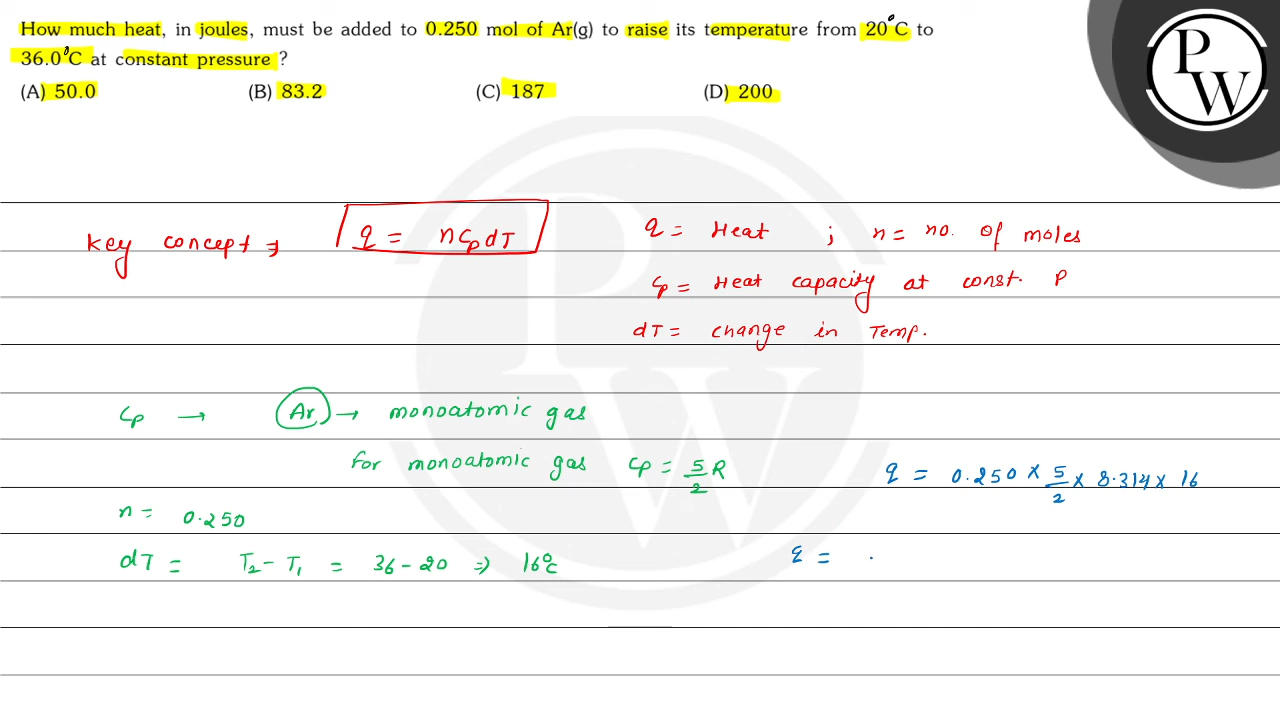 How much heat, in joules, must be added to 0.250 mol of Ar(g) to raise its temperature from 20°C to
36.0°C at constant pressure ?
(A) 50.0 (B) 83.2 (C) 187 (D) 200
P
W
Key concept ⇒ q = nCpdT q = Heat ; n = no. of moles
Cp = Heat capacity at const. P
dT = change in Temp.
Cp → Ar → monoatomic gas
for monoatomic gas Cp = 5/2 R
q = 0.250 × 5/2 × 8.314 × 16
n = 0.250
dT = T₂ - T₁ = 36 - 20 ⇒ 16°C
q = .